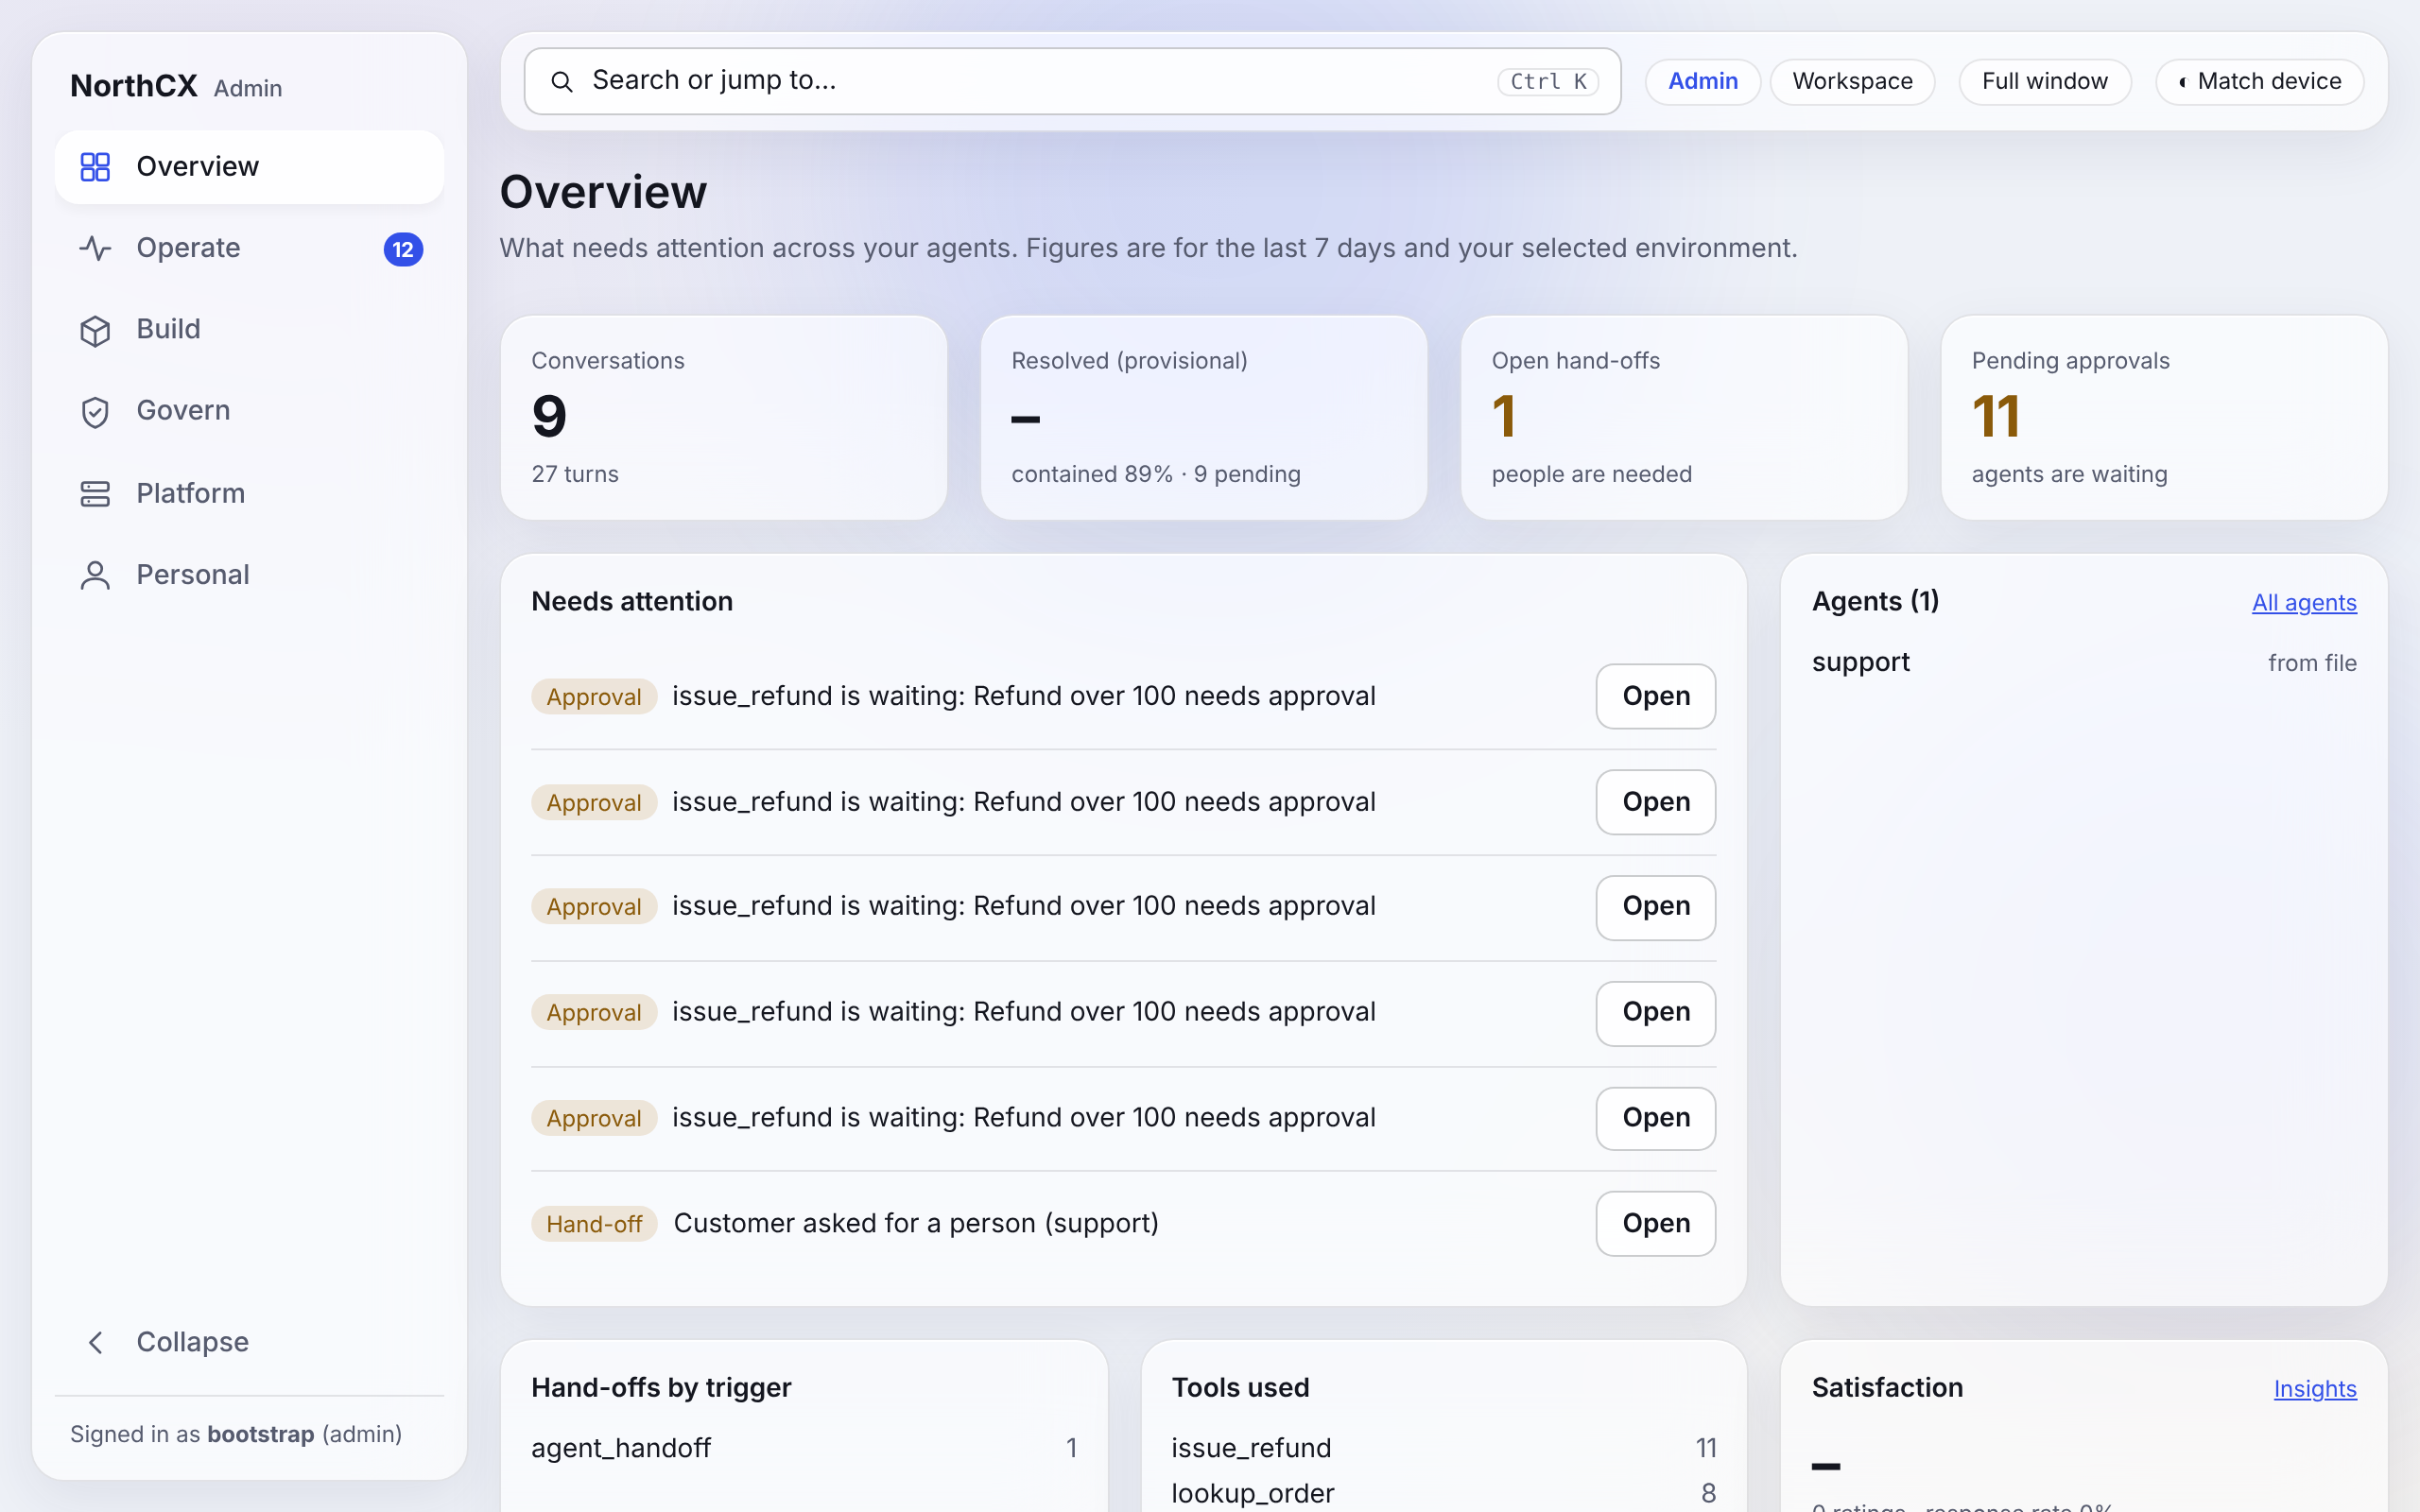 NorthCX Admin
Overview
Operate 12
Build
Govern
Platform
Personal
Collapse
Signed in as bootstrap (admin)
Search or jump to... Ctrl K
Admin
Workspace
Full window
Match device
Overview
What needs attention across your agents. Figures are for the last 7 days and your selected environment.
Conversations
9
27 turns
Resolved (provisional)
–
contained 89% · 9 pending
Open hand-offs
1
people are needed
Pending approvals
11
agents are waiting
Needs attention
Approval issue_refund is waiting: Refund over 100 needs approval Open
Approval issue_refund is waiting: Refund over 100 needs approval Open
Approval issue_refund is waiting: Refund over 100 needs approval Open
Approval issue_refund is waiting: Refund over 100 needs approval Open
Approval issue_refund is waiting: Refund over 100 needs approval Open
Hand-off Customer asked for a person (support) Open
Agents (1) All agents
support from file
Hand-offs by trigger
agent_handoff 1
Tools used
issue_refund 11
lookup_order 8
Satisfaction Insights
–
0 ratings · response rate 0%